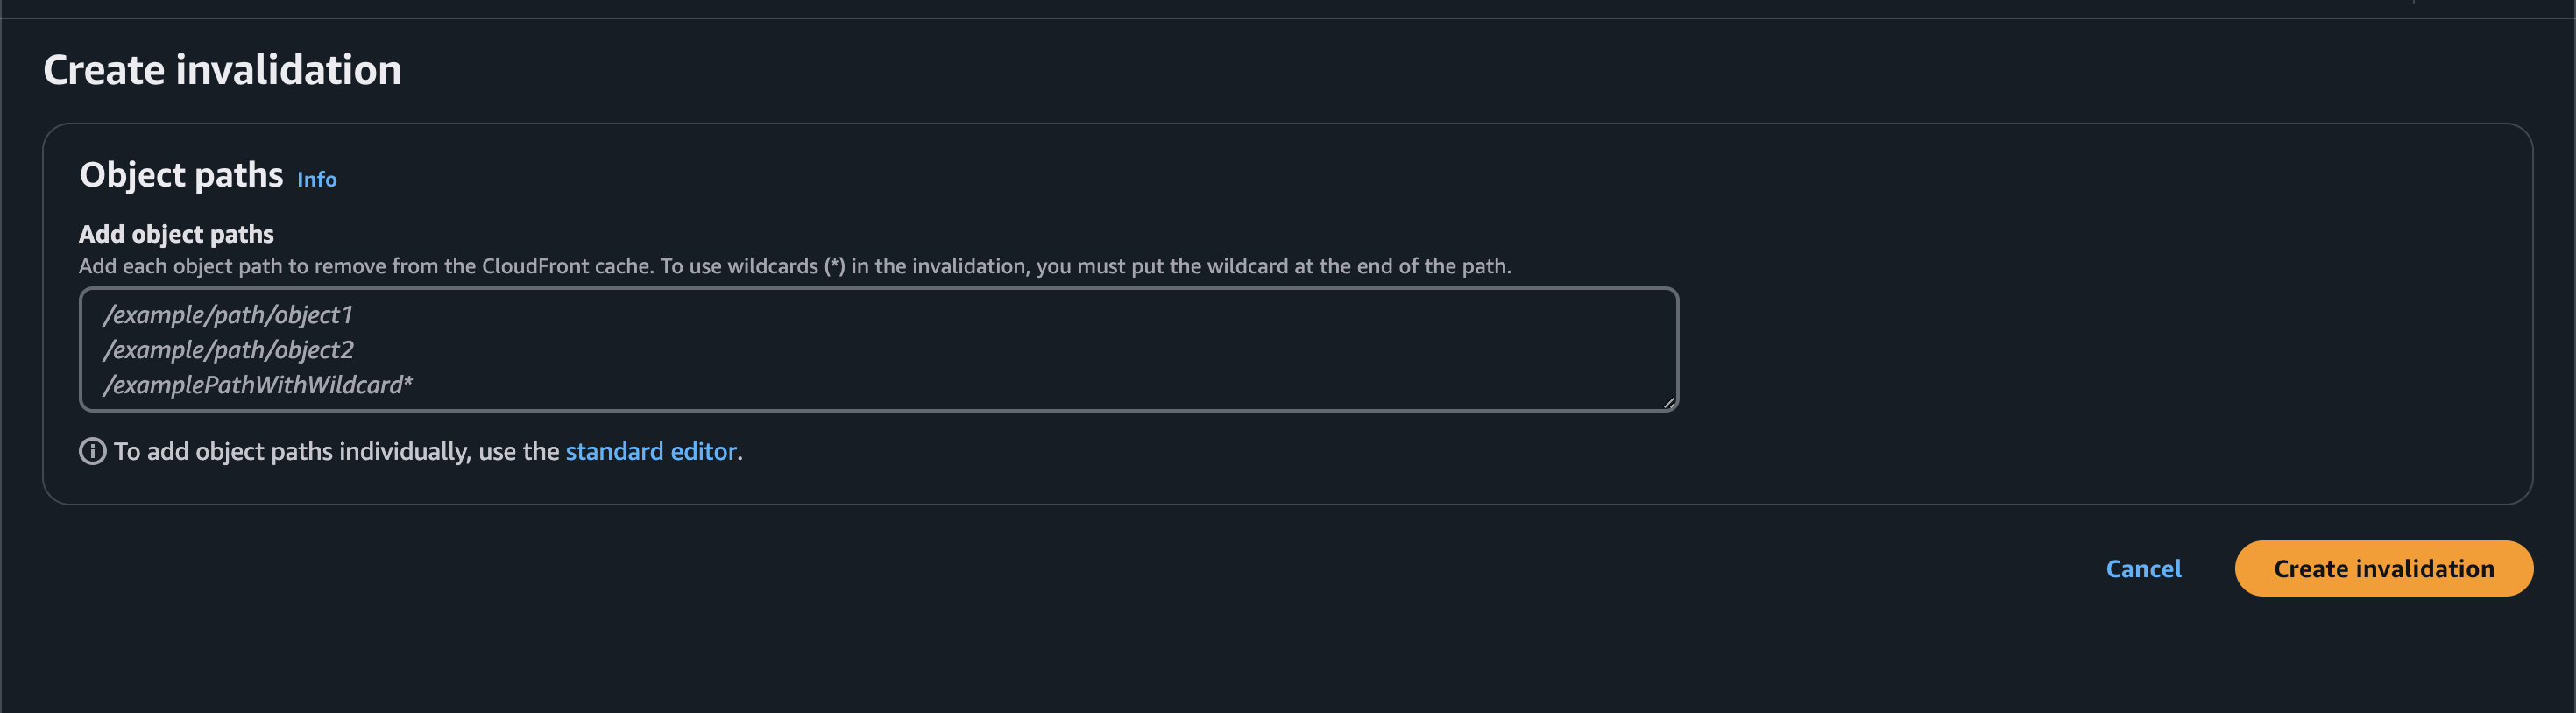 Create invalidation
Object paths Info
Add object paths
Add each object path to remove from the CloudFront cache. To use wildcards (*) in the invalidation, you must put the wildcard at the end of the path.
/example/path/object1
/example/path/object2
/examplePathWithWildcard*
To add object paths individually, use the standard editor.
Cancel Create invalidation